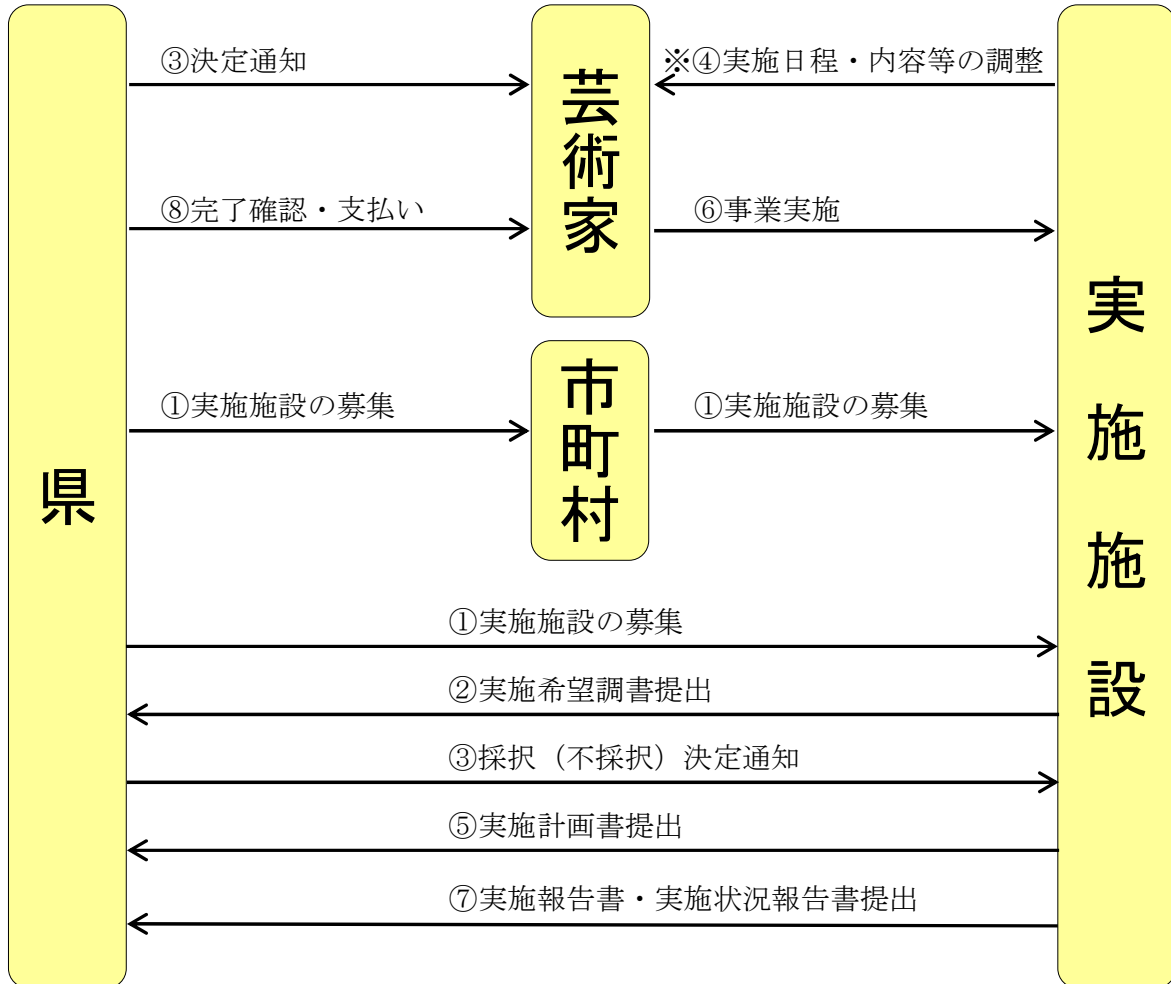 ③決定通知
※④実施日程・内容等の調整
芸術家
⑧完了確認・支払い
⑥事業実施
①実施施設の募集
市町村
①実施施設の募集
県
実施施設
①実施施設の募集
②実施希望調書提出
③採択（不採択）決定通知
⑤実施計画書提出
⑦実施報告書・実施状況報告書提出